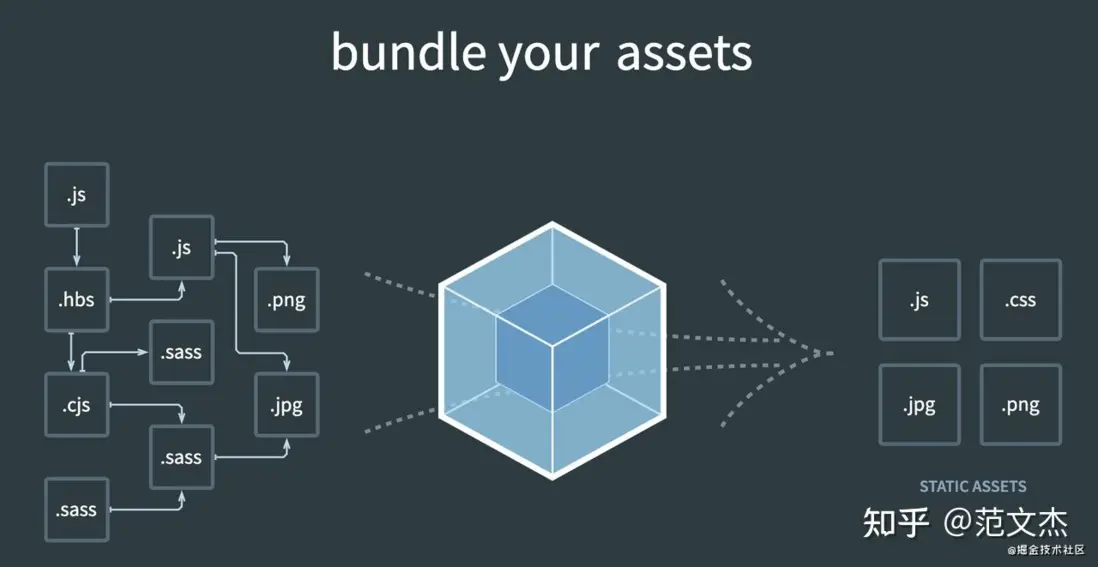 bundle your assets
.js
.js
.hbs
.png
.sass
.cjs
.jpg
.sass
.sass
.js
.css
.jpg
.png
STATIC ASSETS
知乎 @范文杰
@掘金技术社区